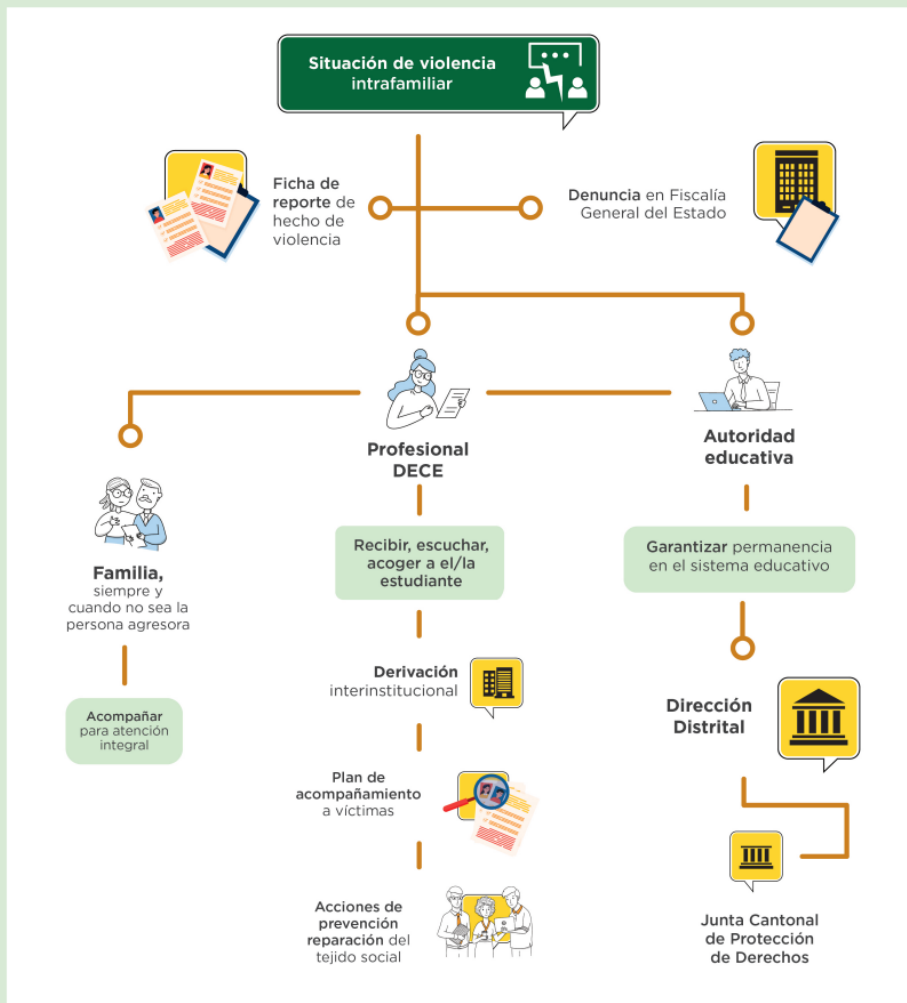 Situación de violencia
intrafamiliar
Ficha de
reporte de
hecho de
violencia
Denuncia en Fiscalía
General del Estado
Profesional
DECE
Autoridad
educativa
Recibir, escuchar,
acoger a el/la
estudiante
Garantizar permanencia
en el sistema educativo
Familia,
siempre y
cuando no sea la
persona agresora
Derivación
interinstitucional
Dirección
Distrital
Acompañar
para atención
integral
Plan de
acompañamiento
a víctimas
Acciones de
prevención
reparación del
tejido social
Junta Cantonal
de Protección
de Derechos